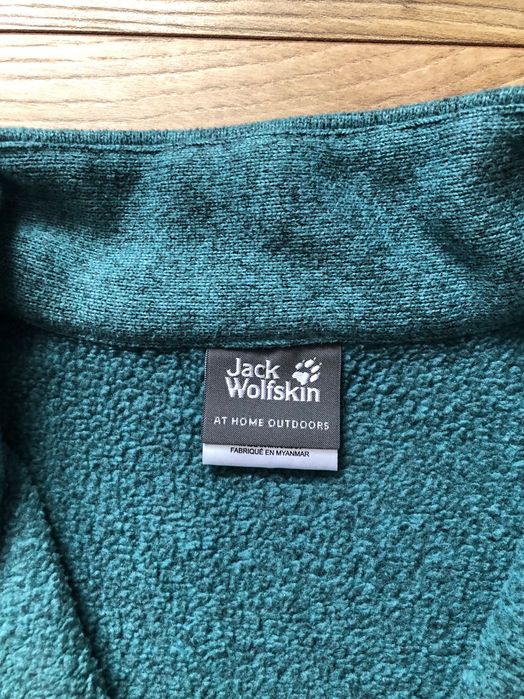 Jack
Wolfskin
AT HOME OUTDOORS
FABRIQUÉ EN MYANMAR